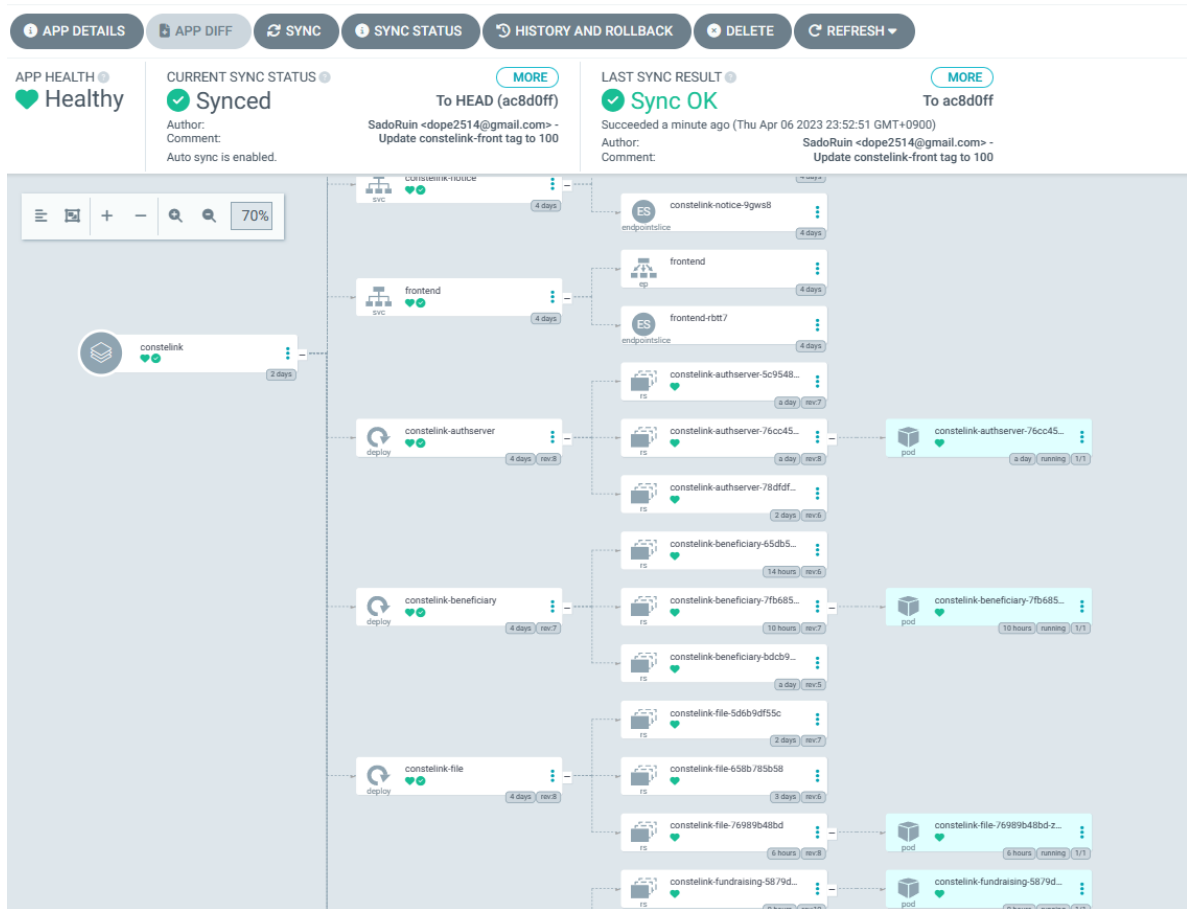 APP DETAILS APP DIFF SYNC SYNC STATUS HISTORY AND ROLLBACK DELETE REFRESH
APP HEALTH
Healthy
CURRENT SYNC STATUS MORE
Synced To HEAD (ac8d0ff)
Author: SadoRuin <dope2514@gmail.com> -
Comment: Update constelink-front tag to 100
Auto sync is enabled.
LAST SYNC RESULT MORE
Sync OK To ac8d0ff
Succeeded a minute ago (Thu Apr 06 2023 23:52:51 GMT+0900)
Author: SadoRuin <dope2514@gmail.com> -
Comment: Update constelink-front tag to 100
70%
constelink
2 days
constelink-notice
svc
4 days
4 days
ES
constelink-notice-9gws8
endpointslice
4 days
frontend
svc
4 days
frontend
ep
4 days
ES
frontend-rbtt7
endpointslice
4 days
constelink-authserver
deploy
4 days rev:8
constelink-authserver-5c9548...
rs
a day rev:7
constelink-authserver-76cc45...
rs
a day rev:8
constelink-authserver-76cc45...
pod
a day running 1/1
constelink-authserver-78dfdf...
rs
2 days rev:6
constelink-beneficiary
deploy
4 days rev:7
constelink-beneficiary-65db5...
rs
14 hours rev:6
constelink-beneficiary-7fb685...
rs
10 hours rev:7
constelink-beneficiary-7fb685...
pod
10 hours running 1/1
constelink-beneficiary-bdcb9...
rs
a day rev:5
constelink-file
deploy
4 days rev:8
constelink-file-5d6b9df55c
rs
2 days rev:7
constelink-file-658b785b58
rs
3 days rev:6
constelink-file-76989b48bd
rs
6 hours rev:8
constelink-file-76989b48bd-z...
pod
6 hours running 1/1
constelink-fundraising-5879d...
rs
constelink-fundraising-5879d...
pod